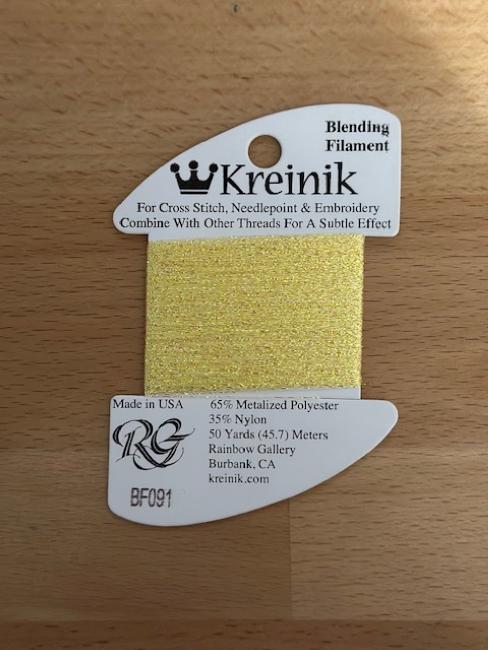 Blending
Filament
Kreinik
For Cross Stitch, Needlepoint & Embroidery
Combine With Other Threads For A Subtle Effect
Made in USA
RG
BF091
65% Metalized Polyester
35% Nylon
50 Yards (45.7) Meters
Rainbow Gallery
Burbank, CA
kreinik.com